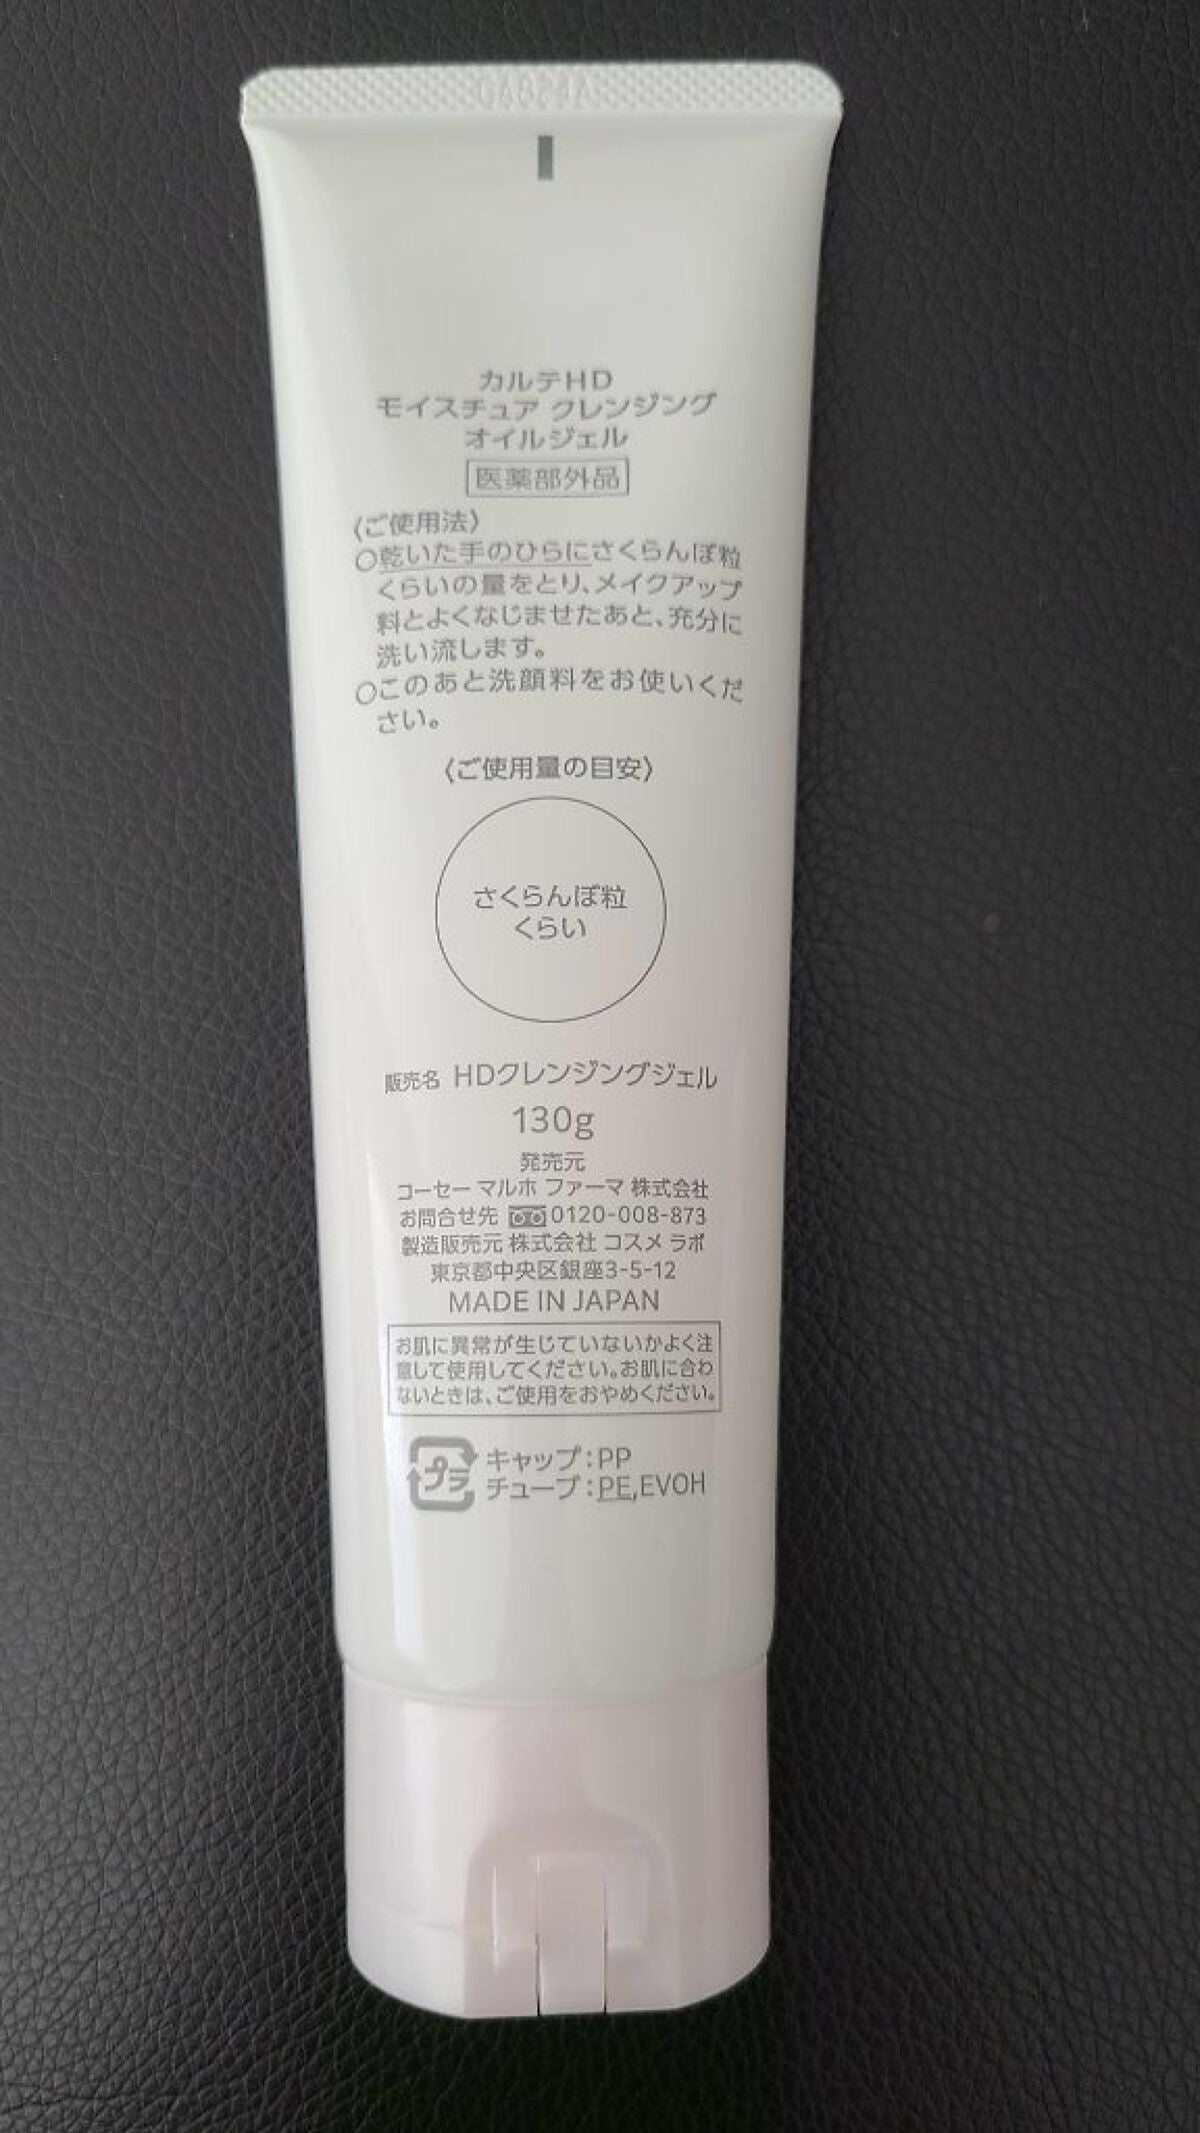 カルテHD
モイスチュア クレンジング
オイルジェル
医薬部外品
〈ご使用法〉
○乾いた手のひらにさくらんぼ粒
くらいの量をとり、メイクアップ
料とよくなじませたあと、充分に
洗い流します。
○このあと洗顔料をお使いくだ
さい。
〈ご使用量の目安〉
さくらんぼ粒
くらい
販売名 HDクレンジングジェル
130g
発売元
コーセー マルホ ファーマ 株式会社
お問合せ先 0120-008-873
製造販売元 株式会社 コスメ ラボ
東京都中央区銀座3-5-12
MADE IN JAPAN
お肌に異常が生じていないかよく注
意して使用してください。お肌に合わ
ないときは、ご使用をおやめください。
プラ キャップ：PP
チューブ：PE,EVOH